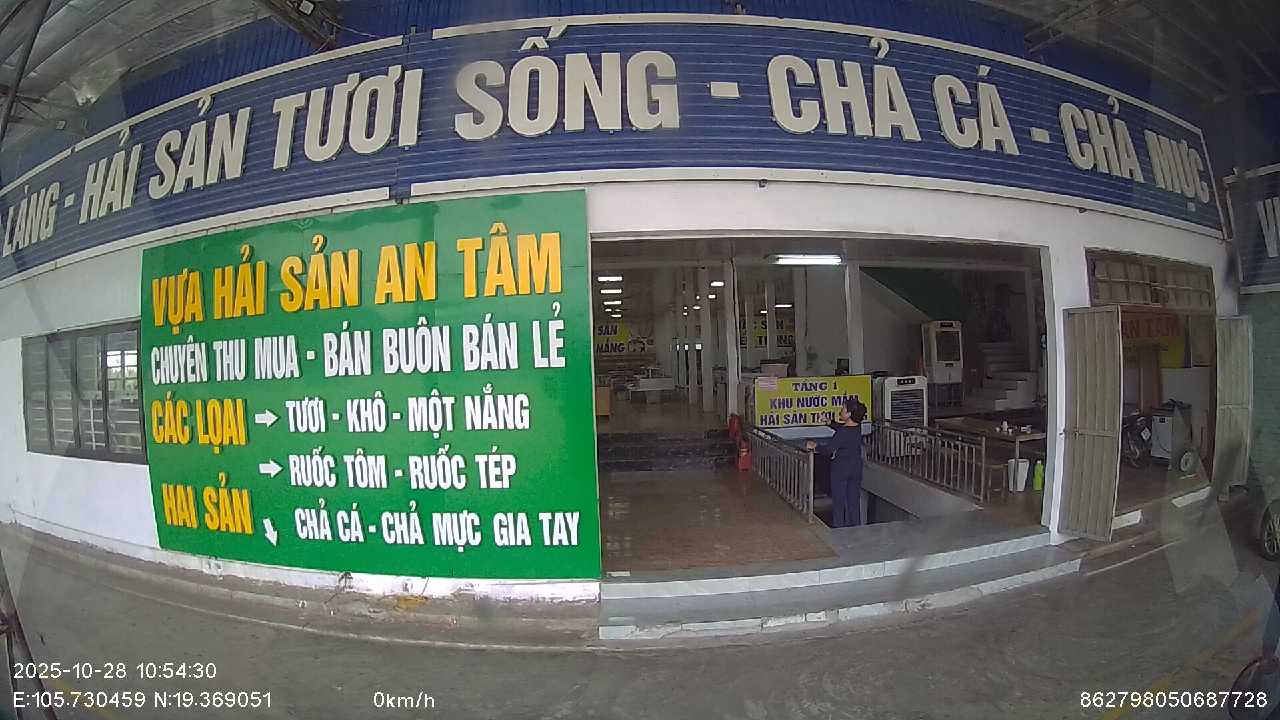 LÀNG - HẢI SẢN TƯƠI SỐNG - CHẢ CÁ - CHẢ MỰC
VỰA HẢI SẢN AN TÂM
CHUYÊN THU MUA - BÁN BUÔN BÁN LẺ
CÁC LOẠI → TƯƠI - KHÔ - MỘT NẮNG
→ RUỐC TÔM - RUỐC TÉP
HẢI SẢN ↘ CHẢ CÁ - CHẢ MỰC GIA TAY
TẦNG 1
KHU NƯỚC MẮM
HẢI SẢN
2025-10-28 10:54:30
E:105.730459 N:19.369051
0km/h
862798050687728